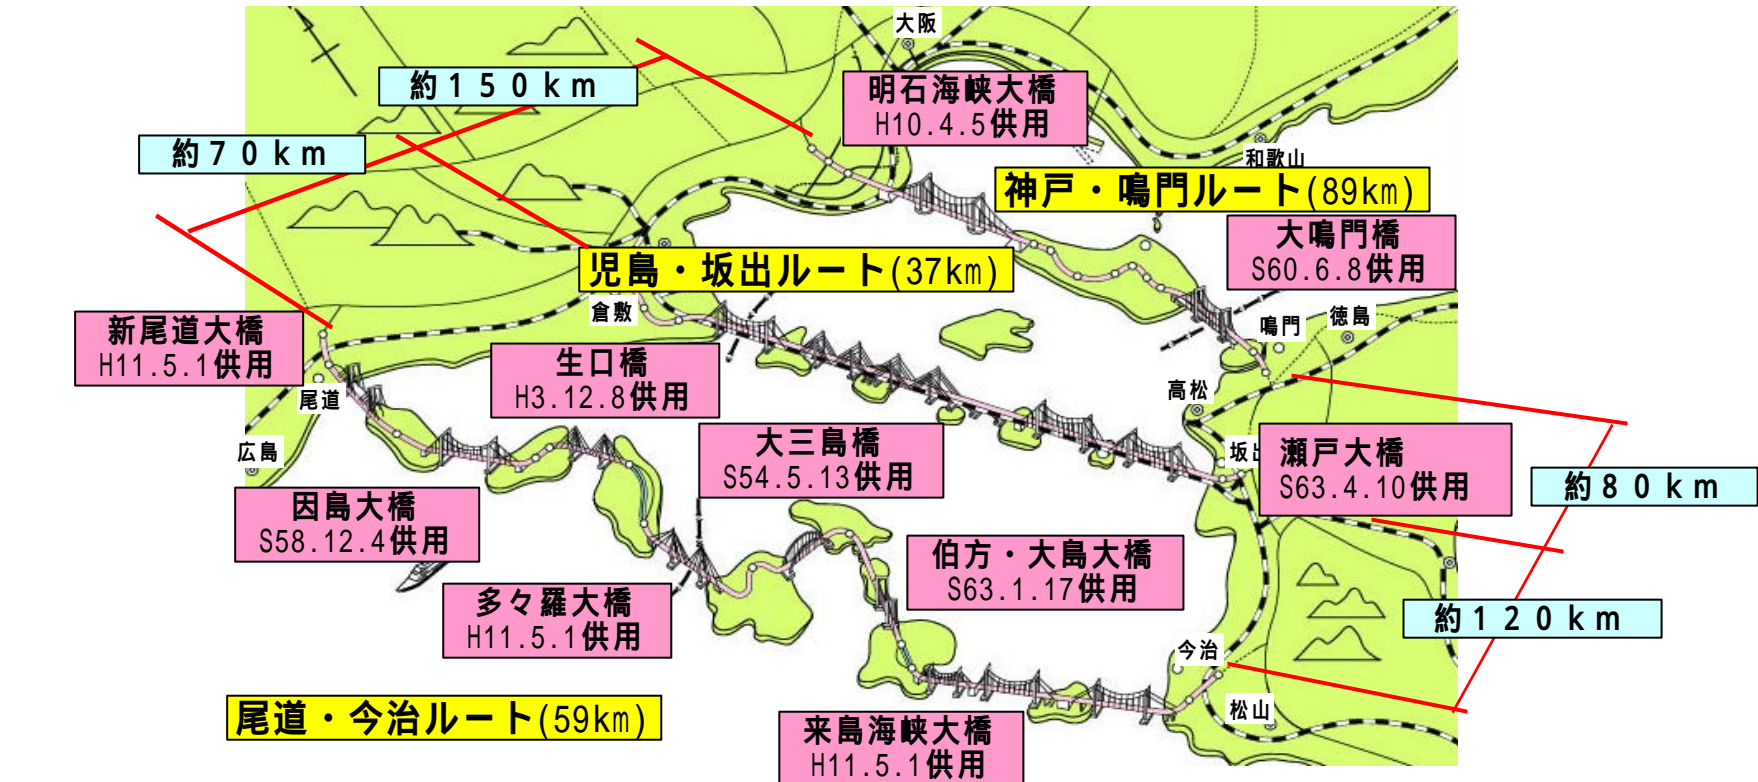 大阪
約150km
明石海峡大橋
H10.4.5供用
約70km
和歌山
神戸・鳴門ルート(89km)
大鳴門橋
S60.6.8供用
児島・坂出ルート(37km)
倉敷
新尾道大橋
H11.5.1供用
鳴門
徳島
生口橋
H3.12.8供用
尾道
高松
広島
大三島橋
S54.5.13供用
坂出
瀬戸大橋
S63.4.10供用
約80km
因島大橋
S58.12.4供用
伯方・大島大橋
S63.1.17供用
多々羅大橋
H11.5.1供用
約120km
今治
尾道・今治ルート(59km)
松山
来島海峡大橋
H11.5.1供用